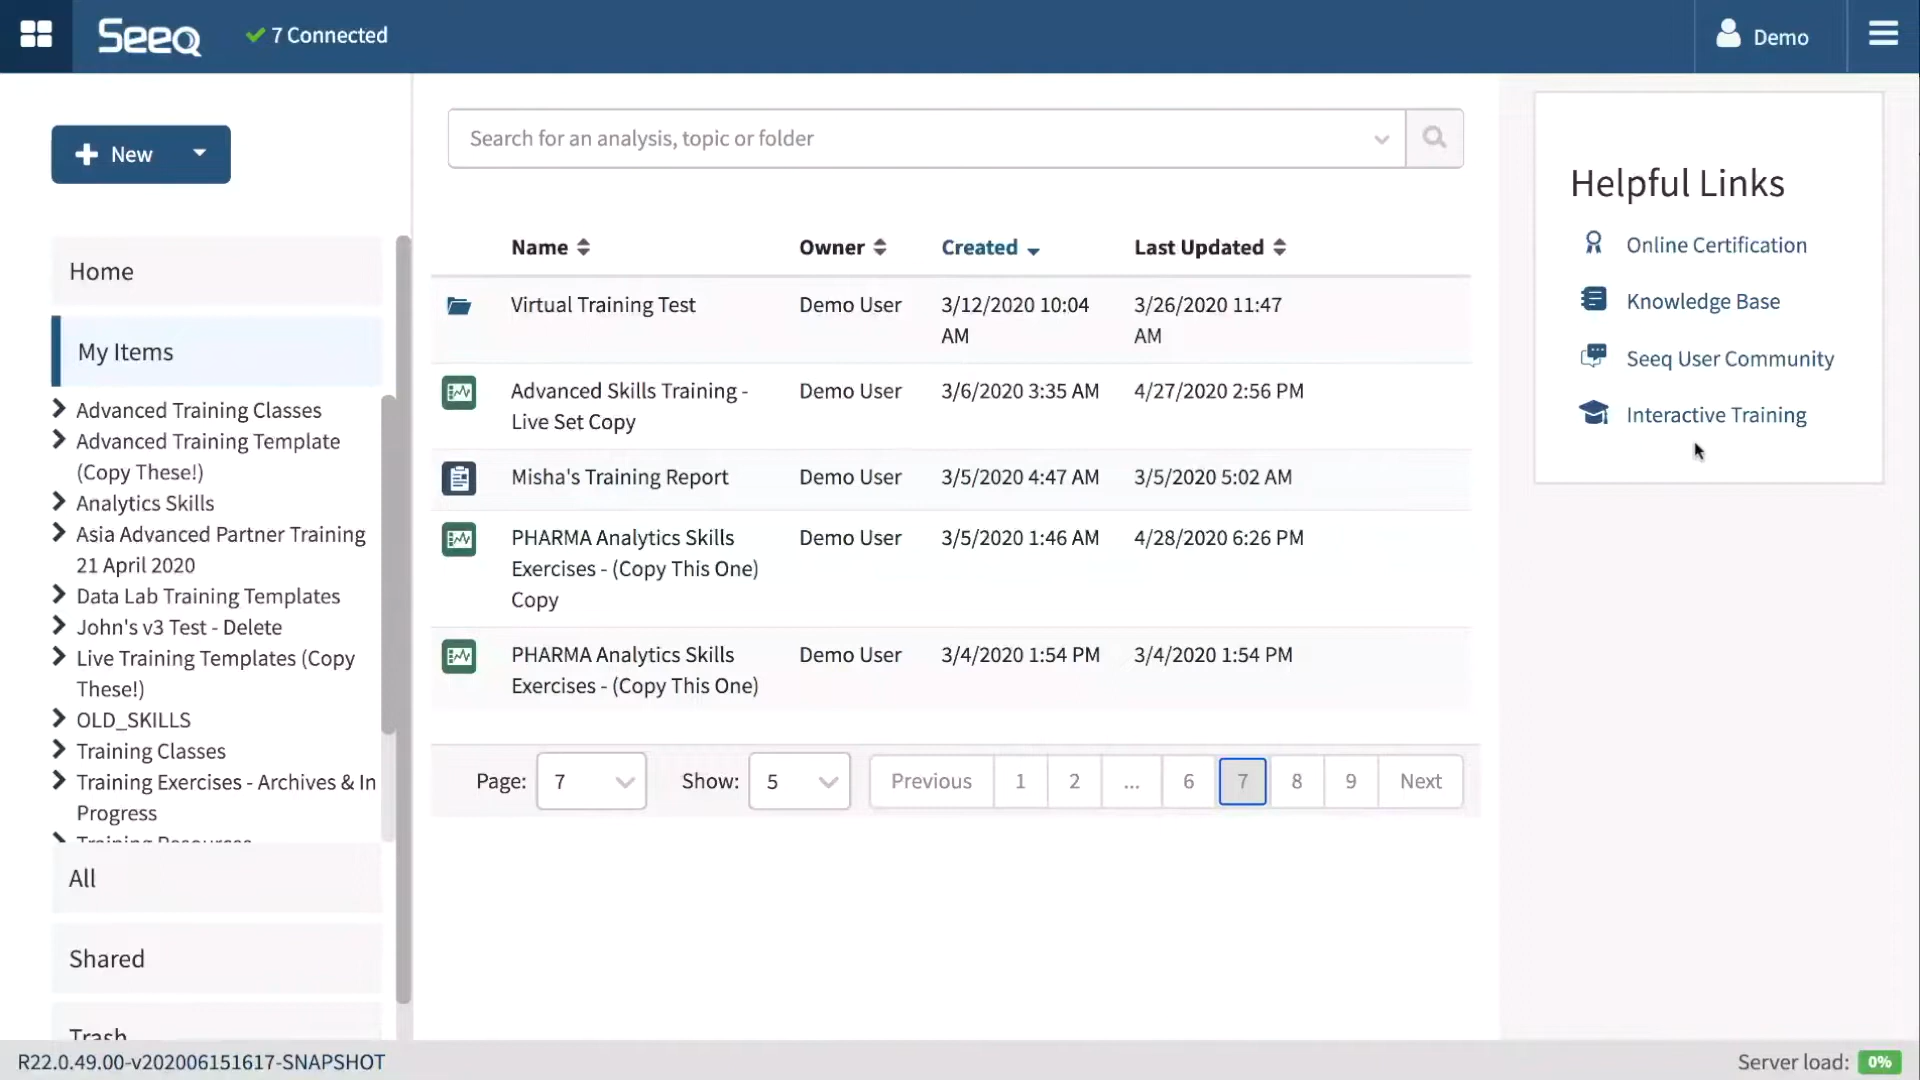 Seeq
7 Connected
Demo
New
Search for an analysis, topic or folder
Home
My Items
Advanced Training Classes
Advanced Training Template
(Copy These!)
Analytics Skills
Asia Advanced Partner Training
21 April 2020
Data Lab Training Templates
John's v3 Test - Delete
Live Training Templates (Copy
These!)
OLD_SKILLS
Training Classes
Training Exercises - Archives & In
Progress
Training Resources
All
Shared
Trash
Name Owner Created Last Updated
Virtual Training Test Demo User 3/12/2020 10:04 3/26/2020 11:47
AM AM
Advanced Skills Training - Demo User 3/6/2020 3:35 AM 4/27/2020 2:56 PM
Live Set Copy
Misha's Training Report Demo User 3/5/2020 4:47 AM 3/5/2020 5:02 AM
PHARMA Analytics Skills Demo User 3/5/2020 1:46 AM 4/28/2020 6:26 PM
Exercises - (Copy This One)
Copy
PHARMA Analytics Skills Demo User 3/4/2020 1:54 PM 3/4/2020 1:54 PM
Exercises - (Copy This One)
Page: 7 Show: 5 Previous 1 2 ... 6 7 8 9 Next
Helpful Links
Online Certification
Knowledge Base
Seeq User Community
Interactive Training
R22.0.49.00-v202006151617-SNAPSHOT
Server load: 0%